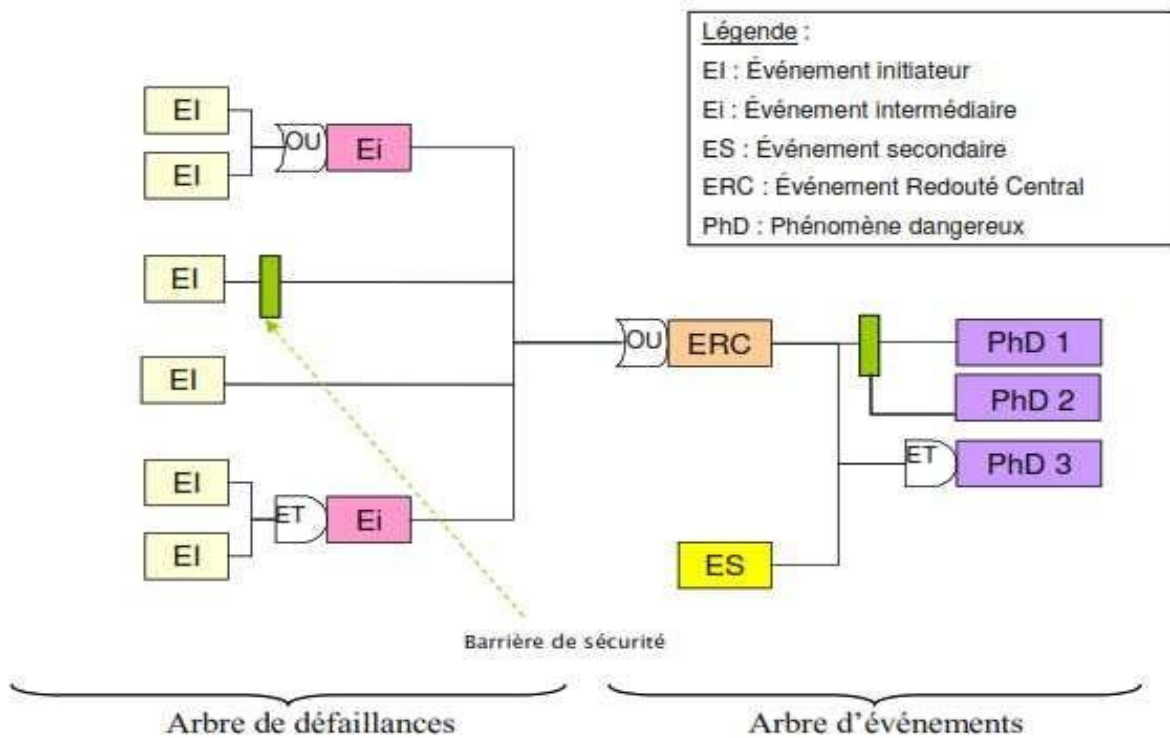 Légende :
EI : Événement initiateur
Ei : Événement intermédiaire
ES : Événement secondaire
ERC : Événement Redouté Central
PhD : Phénomène dangereux
EI
EI
OU
Ei
EI
EI
EI
EI
ET
Ei
OU
ERC
PhD 1
PhD 2
ET
PhD 3
ES
Barrière de sécurité
Arbre de défaillances
Arbre d'événements